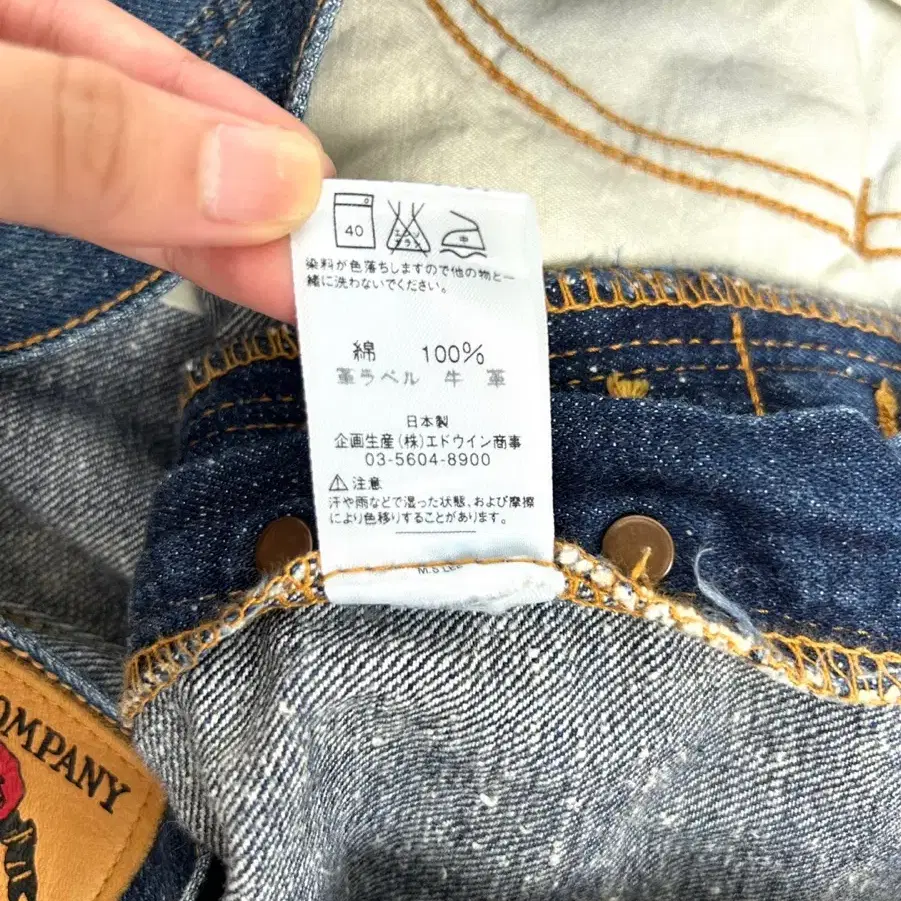 40
エンソ
中
染料が色落ちしますので他の物と一
緒に洗わないでください。
綿 100%
革ラベル 牛 革
日本製
企画生産(株)エドウイン商事
03-5604-8900
⚠注意
汗や雨などで湿った状態、および摩擦
により色移りすることがあります。
OMPANY